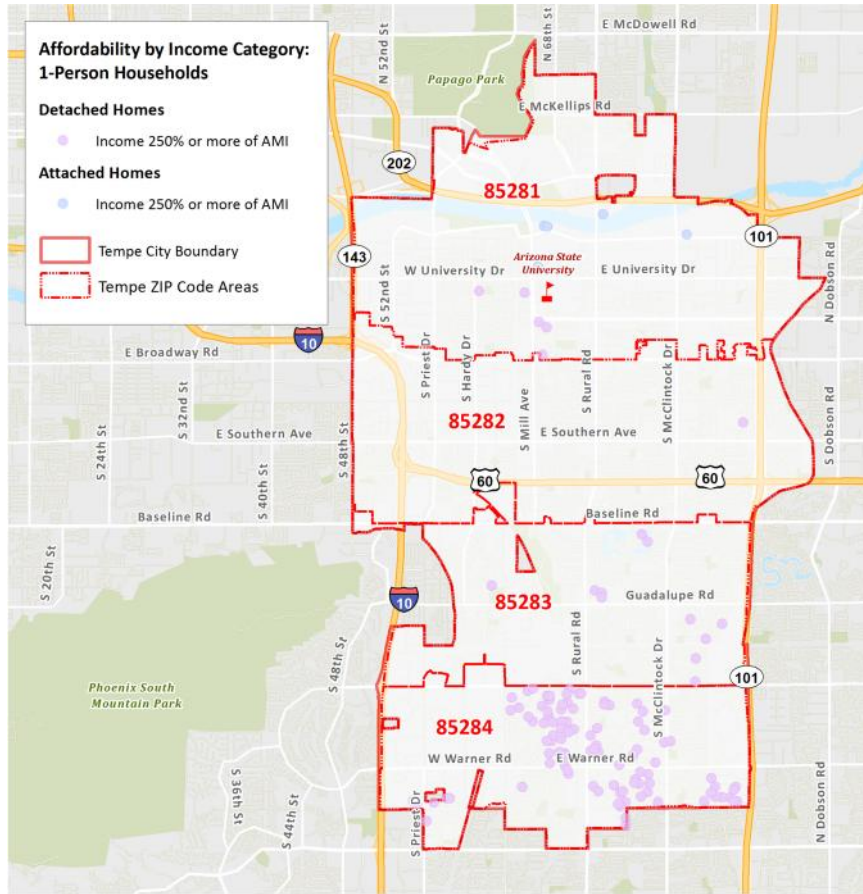 Affordability by Income Category:
1-Person Households
Detached Homes
Income 250% or more of AMI
Attached Homes
Income 250% or more of AMI
Tempe City Boundary
Tempe ZIP Code Areas
E McDowell Rd
N 68th St
N 52nd St
Papago Park
E McKellips Rd
202
85281
101
143
Arizona State
University
W University Dr
E University Dr
S 52nd St
N Dobson Rd
10
E Broadway Rd
S Priest Dr
S Hardy Dr
S Mill Ave
S Rural Rd
S McClintock Dr
S 32nd St
85282
S 24th St
E Southern Ave
S 40th St
S 48th St
E Southern Ave
S Dobson Rd
60
60
Baseline Rd
Baseline Rd
S 20th St
10
85283
Guadalupe Rd
S 48th St
S Rural Rd
S McClintock Dr
101
Phoenix South
Mountain Park
85284
W Warner Rd
E Warner Rd
S 36th St
S 44th St
S Priest Dr
N Dobson Rd